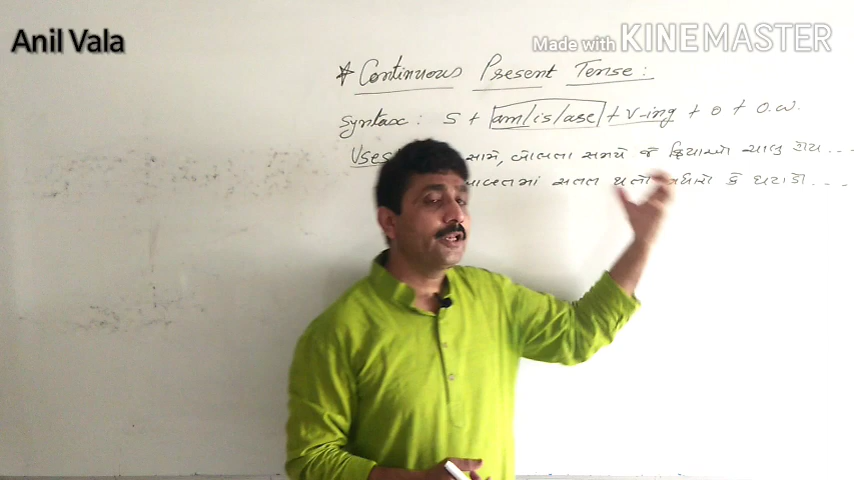 Anil Vala
Made with KINEMASTER
* Continuous Present Tense :
Syntax : S + am/is/are + V-ing + O + O.W.
Uses સામે, બોલતા સમયે જે ક્રિયાઓ ચાલુ હોય ...
બાબતમાં સતત થતો વધારો કે ઘટાડો ...